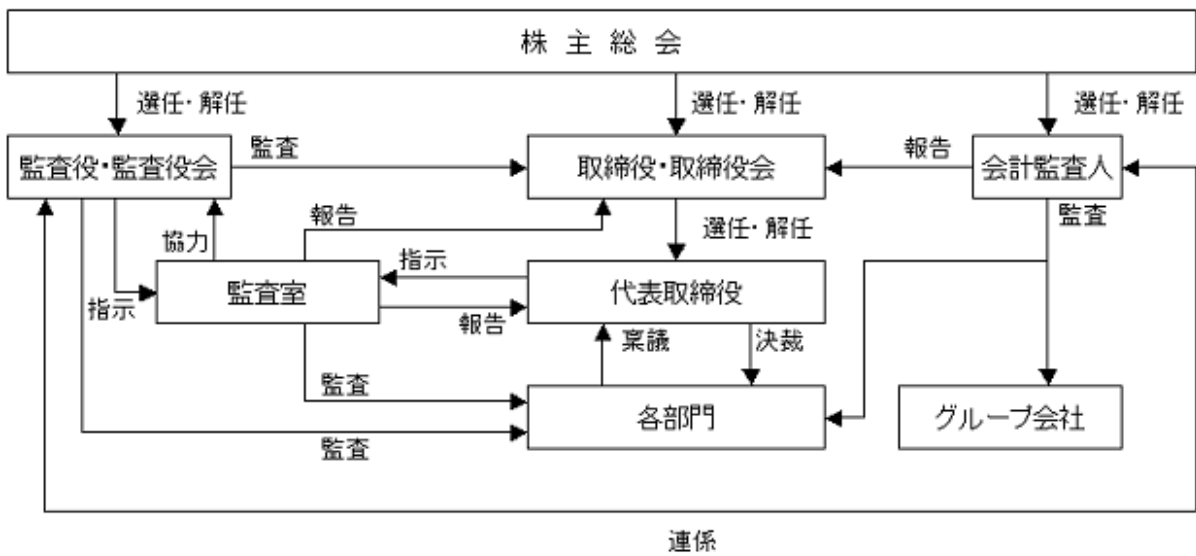 株主総会
選任・解任
選任・解任
選任・解任
監査役・監査役会
監査
取締役・取締役会
報告
会計監査人
監査
協力
報告
選任・解任
指示
監査室
指示
代表取締役
報告
稟議
決裁
監査
各部門
グループ会社
監査
連係